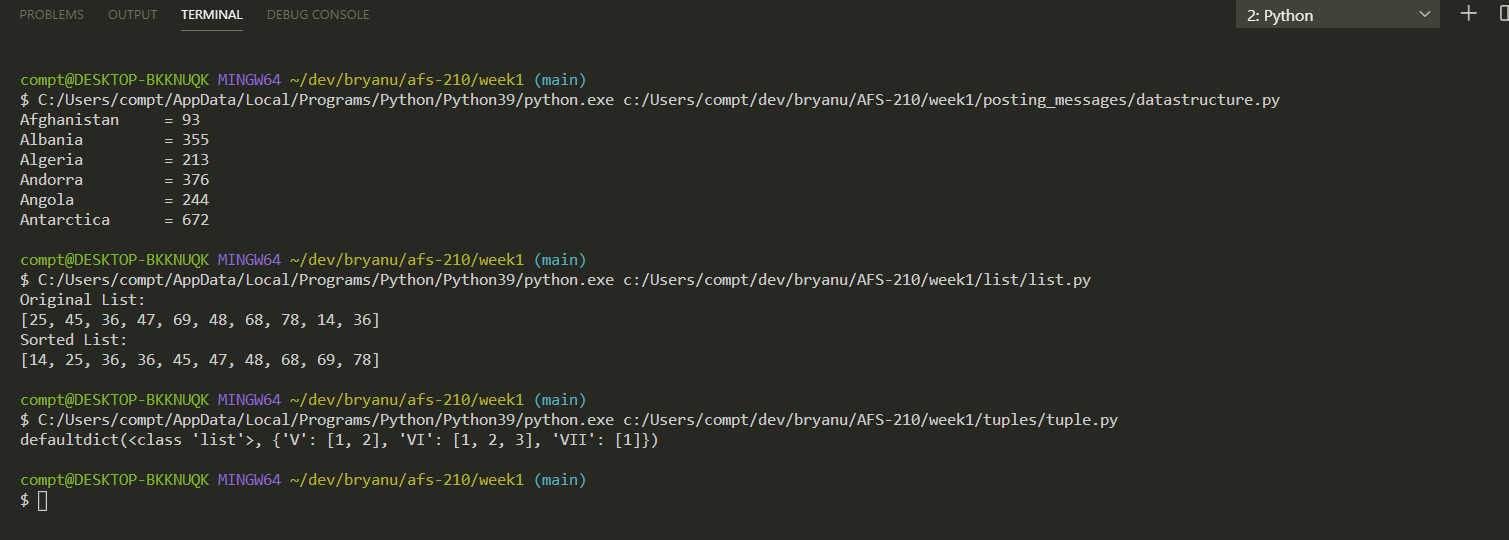 PROBLEMS OUTPUT TERMINAL DEBUG CONSOLE 2: Python
compt@DESKTOP-BKKNUQK MINGW64 ~/dev/bryanu/afs-210/week1 (main)
$ C:/Users/compt/AppData/Local/Programs/Python/Python39/python.exe c:/Users/compt/dev/bryanu/AFS-210/week1/posting_messages/datastructure.py
Afghanistan     = 93
Albania         = 355
Algeria         = 213
Andorra         = 376
Angola          = 244
Antarctica      = 672
compt@DESKTOP-BKKNUQK MINGW64 ~/dev/bryanu/afs-210/week1 (main)
$ C:/Users/compt/AppData/Local/Programs/Python/Python39/python.exe c:/Users/compt/dev/bryanu/AFS-210/week1/list/list.py
Original List:
[25, 45, 36, 47, 69, 48, 68, 78, 14, 36]
Sorted List:
[14, 25, 36, 36, 45, 47, 48, 68, 69, 78]
compt@DESKTOP-BKKNUQK MINGW64 ~/dev/bryanu/afs-210/week1 (main)
$ C:/Users/compt/AppData/Local/Programs/Python/Python39/python.exe c:/Users/compt/dev/bryanu/AFS-210/week1/tuples/tuple.py
defaultdict(<class 'list'>, {'V': [1, 2], 'VI': [1, 2, 3], 'VII': [1]})
compt@DESKTOP-BKKNUQK MINGW64 ~/dev/bryanu/afs-210/week1 (main)
$